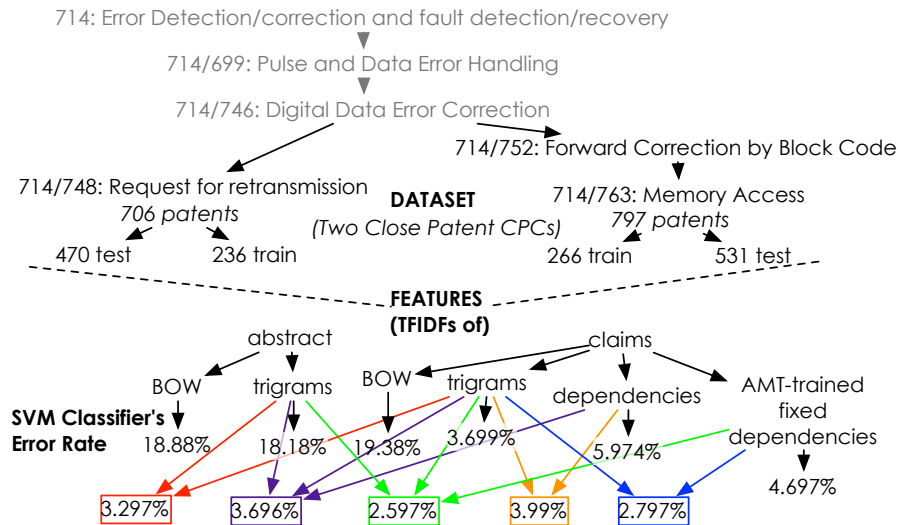 714: Error Detection/correction and fault detection/recovery
714/699: Pulse and Data Error Handling
714/746: Digital Data Error Correction
714/752: Forward Correction by Block Code
714/748: Request for retransmission
706 patents
DATASET
(Two Close Patent CPCs)
714/763: Memory Access
797 patents
470 test
236 train
266 train
531 test
FEATURES
(TFIDFs of)
abstract
claims
BOW
trigrams
BOW
trigrams
dependencies
AMT-trained
fixed
dependencies
SVM Classifier's
Error Rate
18.88%
18.18%
19.38%
3.699%
5.974%
4.697%
3.297%
3.696%
2.597%
3.99%
2.797%